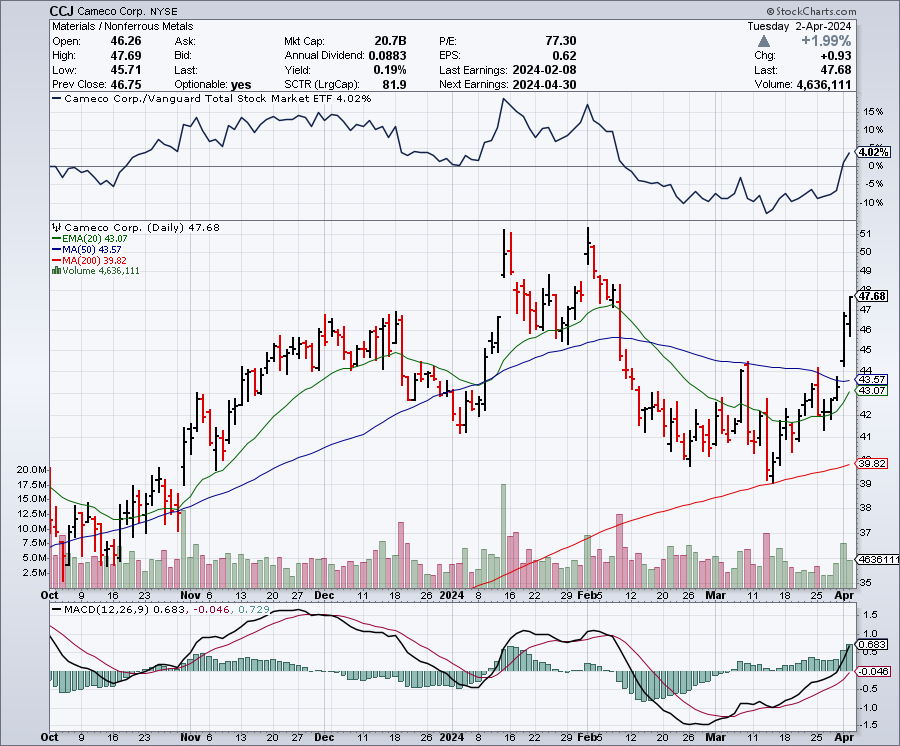 CCJ Cameco Corp. NYSE © StockCharts.com
Materials / Nonferrous Metals Tuesday 2-Apr-2024
Open: 46.26 Ask: Mkt Cap: 20.7B P/E: 77.30 +1.99%
High: 47.69 Bid: Annual Dividend: 0.0883 EPS: 0.62 Chg: +0.93
Low: 45.71 Last: Yield: 0.19% Last Earnings: 2024-02-08 Last: 47.68
Prev Close: 46.75 Optionable: yes SCTR (LrgCap): 81.9 Next Earnings: 2024-04-30 Volume: 4,636,111
Cameco Corp./Vanguard Total Stock Market ETF 4.02%
15%
10%
4.02%
0%
-5%
-10%
Cameco Corp. (Daily) 47.68
EMA(20) 43.07
MA(50) 43.57
MA(200) 39.82
Volume 4,636,111
51
50
49
47.68
47
46
45
44
43.57
43.07
42
41
39.82
39
38
37
4636111
35
20.0M
17.5M
15.0M
12.5M
10.0M
7.5M
5.0M
2.5M
Oct 9 16 23 Nov 6 13 20 27 Dec 11 18 26 2024 8 16 22 29 Feb 5 12 20 26 Mar 11 18 25 Apr
MACD(12,26,9) 0.683, -0.046, 0.729
1.5
1.0
0.683
0.5
-0.046
-0.5
-1.0
-1.5
Oct 9 16 23 Nov 6 13 20 27 Dec 11 18 26 2024 8 16 22 29 Feb 5 12 20 26 Mar 11 18 25 Apr